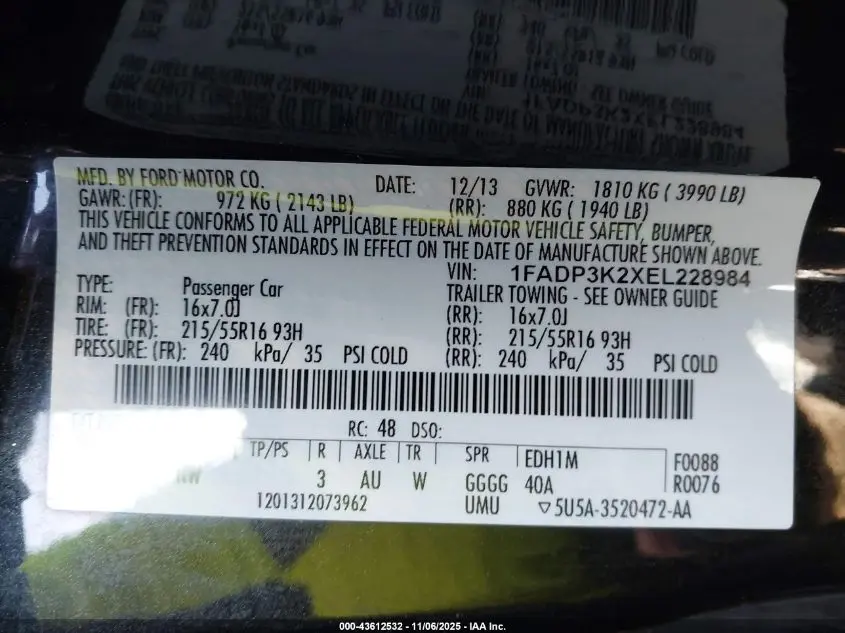 MFD. BY FORD MOTOR CO. DATE: 12/13 GVWR: 1810 KG ( 3990 LB)
GAWR: (FR): 972 KG ( 2143 LB) (RR): 880 KG ( 1940 LB)
THIS VEHICLE CONFORMS TO ALL APPLICABLE FEDERAL MOTOR VEHICLE SAFETY, BUMPER,
AND THEFT PREVENTION STANDARDS IN EFFECT ON THE DATE OF MANUFACTURE SHOWN ABOVE.
VIN: 1FADP3K2XEL228984
TYPE: Passenger Car TRAILER TOWING - SEE OWNER GUIDE
RIM: (FR): 16x7.0J (RR): 16x7.0J
TIRE: (FR): 215/55R16 93H (RR): 215/55R16 93H
PRESSURE: (FR): 240 kPa/ 35 PSI COLD (RR): 240 kPa/ 35 PSI COLD
RC: 48 DSO:
TP/PS R AXLE TR SPR EDH1M F0088
3 AU W GGGG 40A R0076
1201312073962 UMU ▽5U5A-3520472-AA
000-43612532 - 11/06/2025 - IAA Inc.